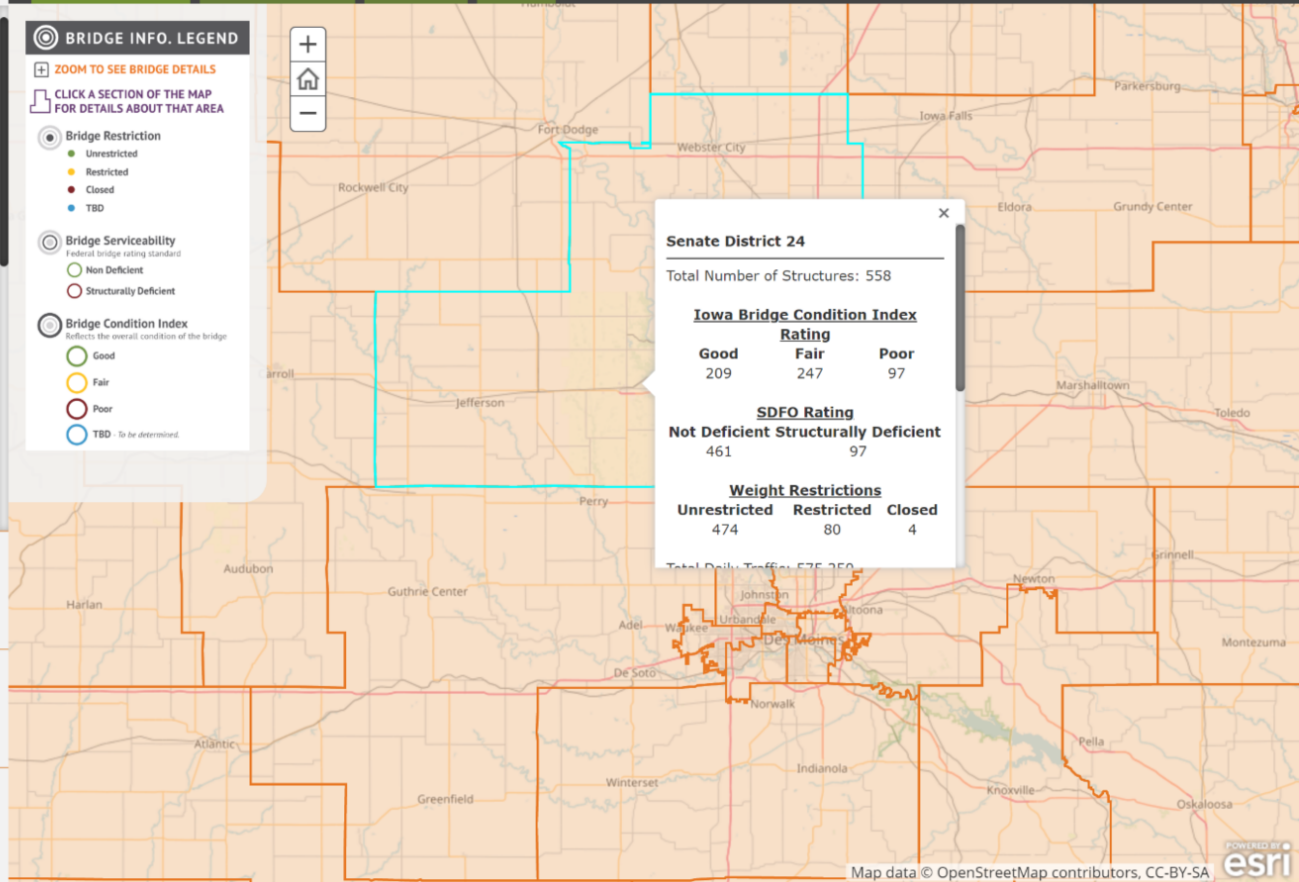 BRIDGE INFO. LEGEND
ZOOM TO SEE BRIDGE DETAILS
CLICK A SECTION OF THE MAP
FOR DETAILS ABOUT THAT AREA
Bridge Restriction
Unrestricted
Restricted
Closed
TBD
Bridge Serviceability
Federal bridge rating standard
Non Deficient
Structurally Deficient
Bridge Condition Index
Reflects the overall condition of the bridge
Good
Fair
Poor
TBD - To be determined.
+
−
Humboldt
Parkersburg
Iowa Falls
Fort Dodge
Webster City
Rockwell City
Eldora
Grundy Center
×
Senate District 24
Total Number of Structures: 558
Iowa Bridge Condition Index
Rating
Good Fair Poor
209 247 97
SDFO Rating
Not Deficient Structurally Deficient
461 97
Weight Restrictions
Unrestricted Restricted Closed
474 80 4
Total Daily Traffic: 575,250
arroll
Jefferson
Marshalltown
Toledo
Perry
Audubon
Grinnell
Newton
Harlan
Guthrie Center
Johnston
Altoona
Urbandale
Adel
Waukee
Des Moines
Montezuma
De Soto
Norwalk
Atlantic
Pella
Indianola
Winterset
Knoxville
Greenfield
Oskaloosa
POWERED BY
esri
Map data © OpenStreetMap contributors, CC-BY-SA